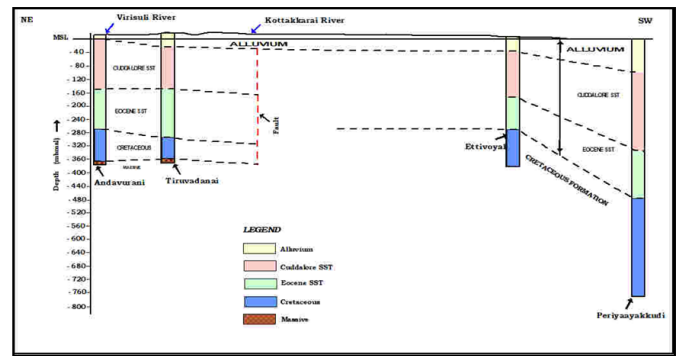 NE
Virisuli River
Kottakkarai River
SW
MSL
ALLUVIUM
ALLUVIUM
- 40
- 80
- 120
- 160
- 200
- 240
- 280
- 320
- 360
- 400
- 440
- 480
- 520
- 560
- 600
- 640
- 680
- 720
- 760
- 800
Depth
CUDDALORE SST
CUDDALORE SST
EOCENE SST
EOCENE SST
CRETACEOUS
MASSIVE
Fault
Ettivoyal
CRETACEOUS FORMATION
Andavurani
Tiruvadanai
Periyaayakkudi
LEGEND
Alluvium
Cuddalore SST
Eocene SST
Cretaceous
Massive